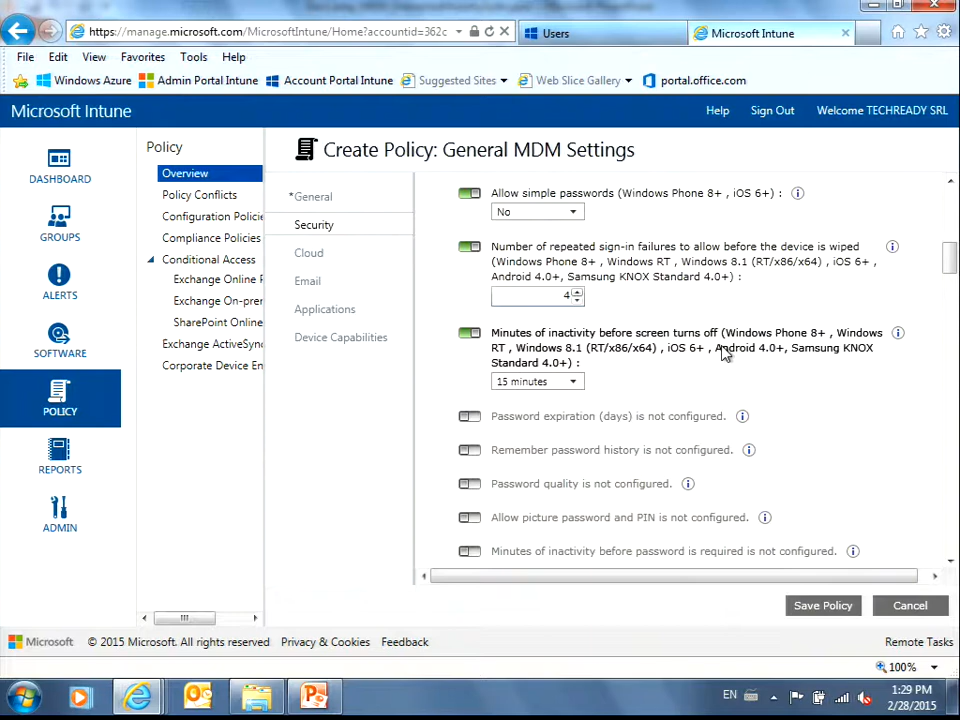 https://manage.microsoft.com/MicrosoftIntune/Home?accountid=362c
Users
Microsoft Intune
File Edit View Favorites Tools Help
Windows Azure Admin Portal Intune Account Portal Intune Suggested Sites Web Slice Gallery portal.office.com
Microsoft Intune
Help Sign Out Welcome TECHREADY SRL
DASHBOARD
GROUPS
ALERTS
SOFTWARE
POLICY
REPORTS
ADMIN
Policy
Overview
Policy Conflicts
Configuration Policie
Compliance Policies
Conditional Access
Exchange Online P
Exchange On-prer
SharePoint Online
Exchange ActiveSync
Corporate Device En
Create Policy: General MDM Settings
*General
Security
Cloud
Email
Applications
Device Capabilities
Allow simple passwords (Windows Phone 8+ , iOS 6+) :
No
Number of repeated sign-in failures to allow before the device is wiped
(Windows Phone 8+ , Windows RT , Windows 8.1 (RT/x86/x64) , iOS 6+ ,
Android 4.0+, Samsung KNOX Standard 4.0+) :
4
Minutes of inactivity before screen turns off (Windows Phone 8+ , Windows
RT , Windows 8.1 (RT/x86/x64) , iOS 6+ , Android 4.0+, Samsung KNOX
Standard 4.0+) :
15 minutes
Password expiration (days) is not configured.
Remember password history is not configured.
Password quality is not configured.
Allow picture password and PIN is not configured.
Minutes of inactivity before password is required is not configured.
Save Policy Cancel
Microsoft © 2015 Microsoft. All rights reserved Privacy & Cookies Feedback Remote Tasks
100%
EN
1:29 PM
2/28/2015